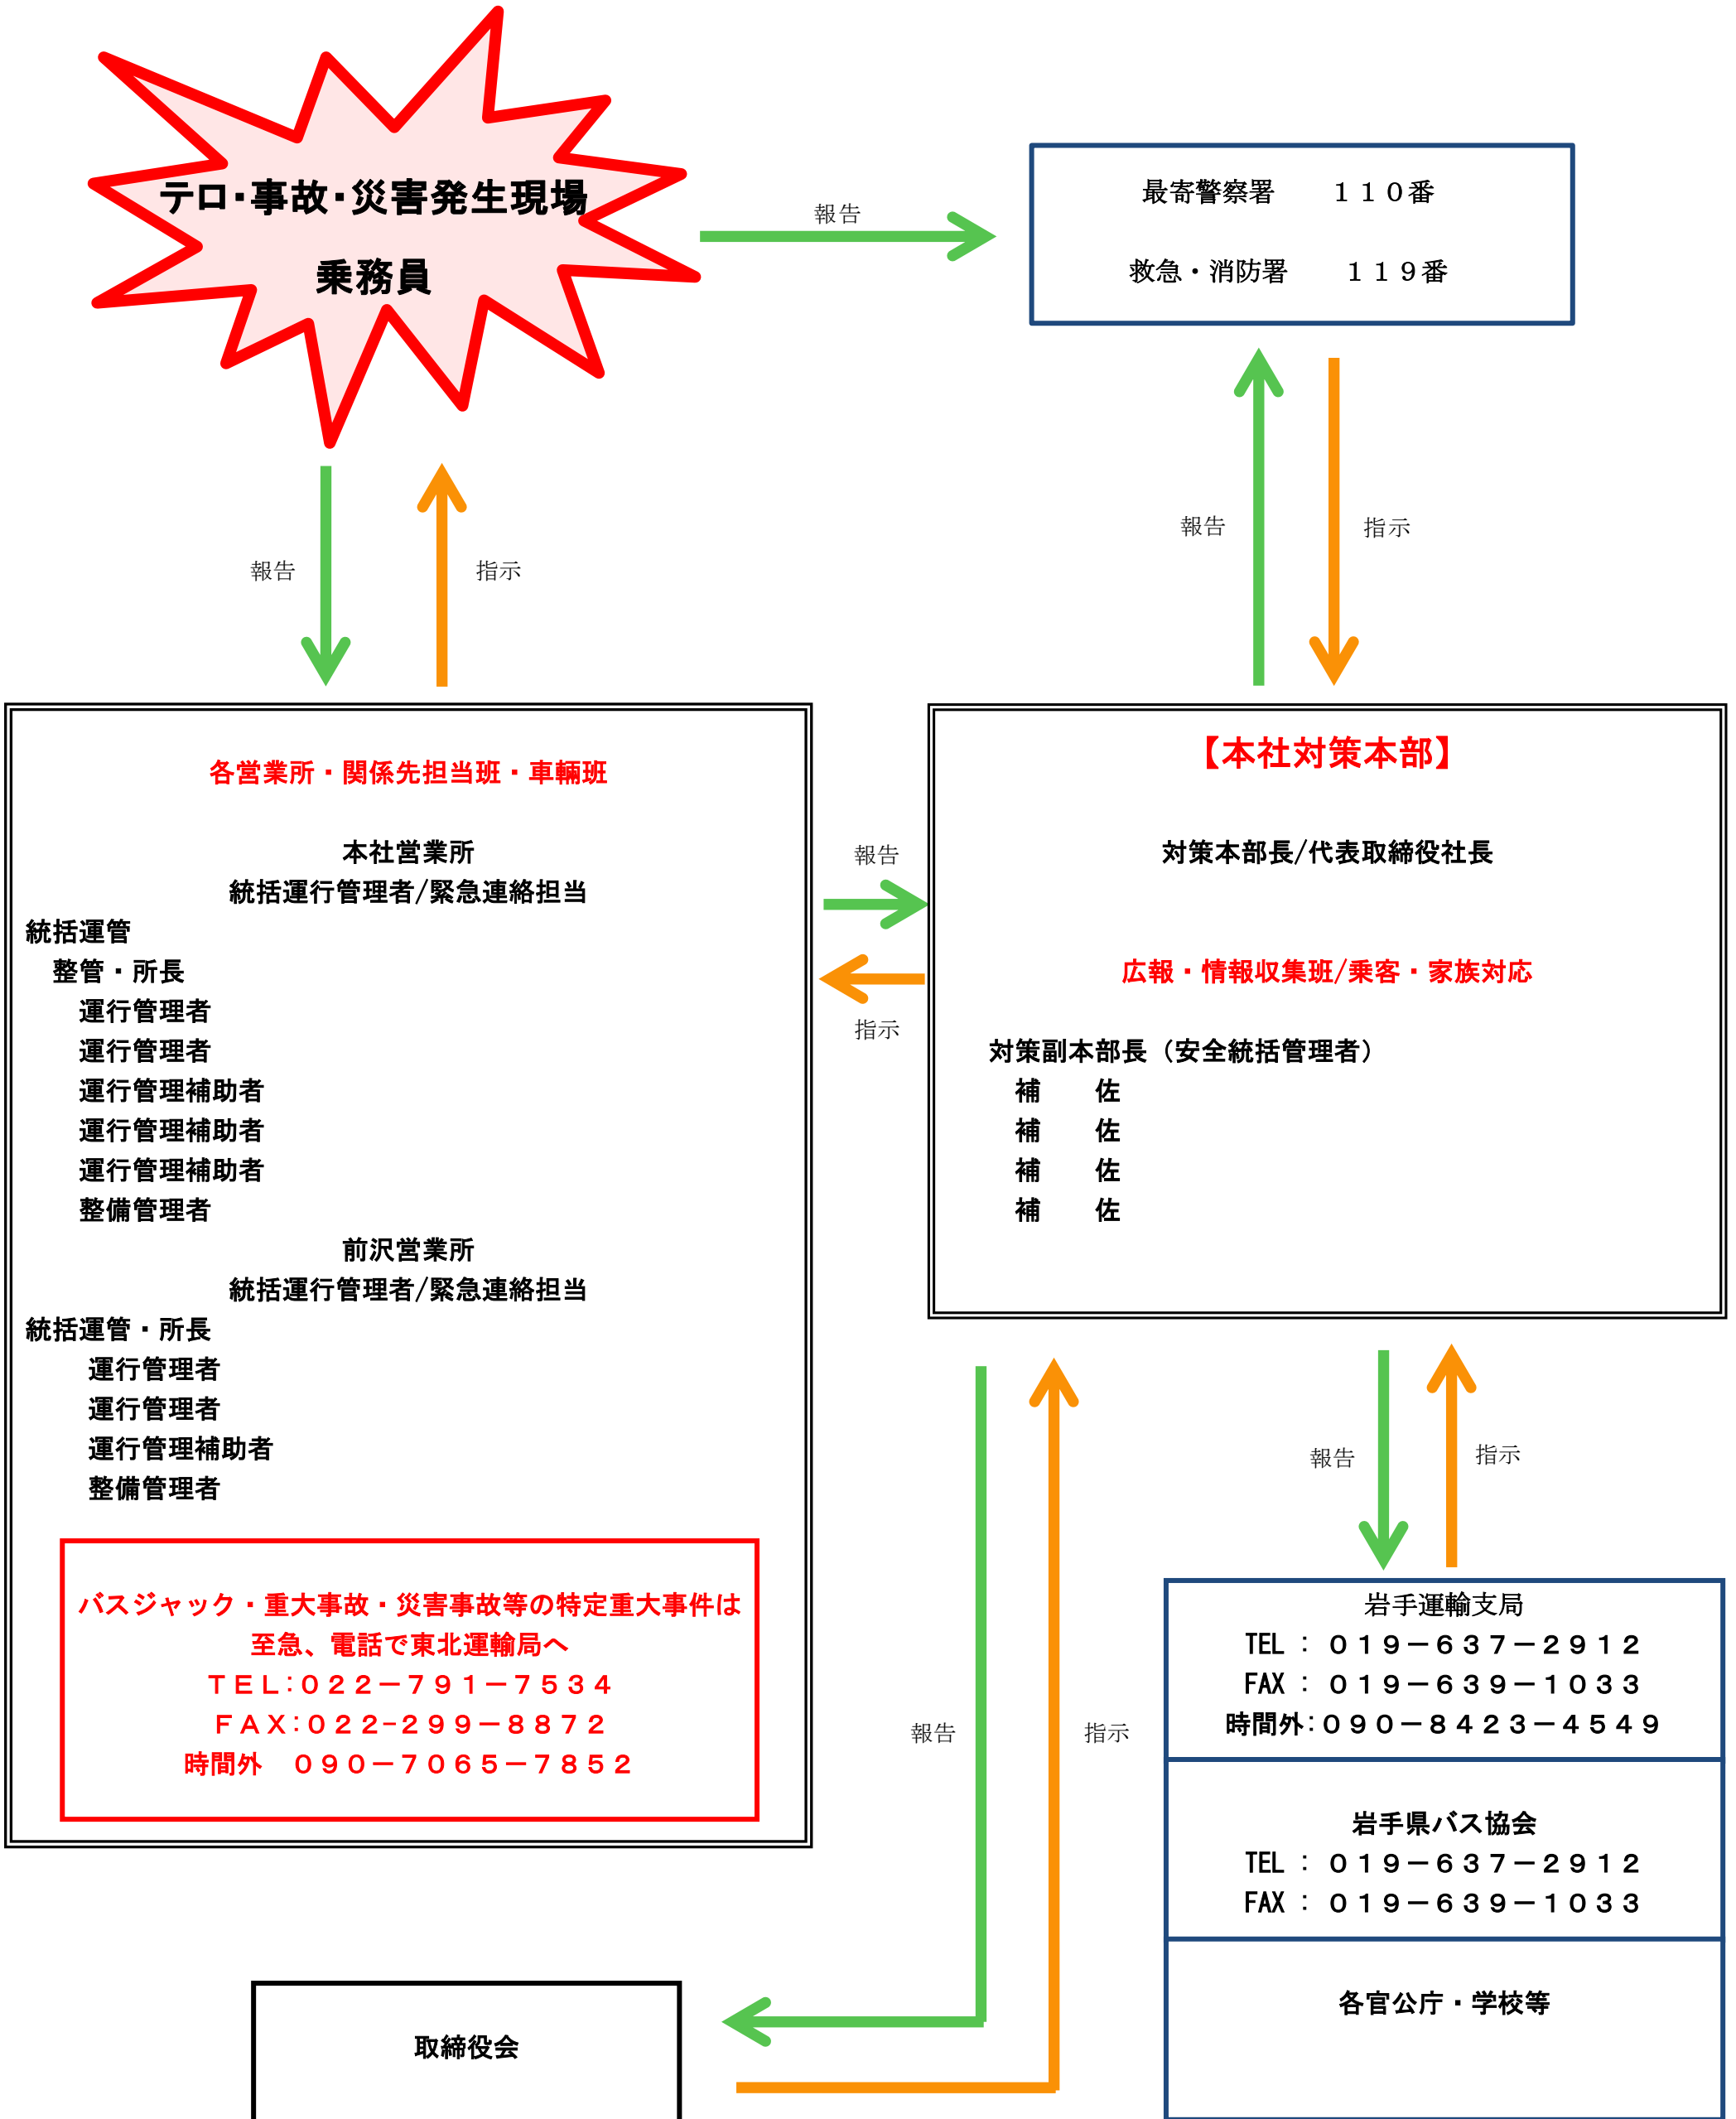 テロ・事故・災害発生現場
乗務員
報告
最寄警察署　　１１０番
救急・消防署　　１１９番
報告
指示
報告
指示
各営業所・関係先担当班・車輛班
本社営業所
統括運行管理者/緊急連絡担当
統括運管
整管・所長
運行管理者
運行管理者
運行管理補助者
運行管理補助者
運行管理補助者
整備管理者
前沢営業所
統括運行管理者/緊急連絡担当
統括運管・所長
運行管理者
運行管理者
運行管理補助者
整備管理者
バスジャック・重大事故・災害事故等の特定重大事件は
至急、電話で東北運輸局へ
ＴＥＬ:０２２－７９１－７５３４
ＦＡＸ:０２２-２９９－８８７２
時間外　０９０－７０６５－７８５２
報告
指示
【本社対策本部】
対策本部長/代表取締役社長
広報・情報収集班/乗客・家族対応
対策副本部長（安全統括管理者）
補　　佐
補　　佐
補　　佐
補　　佐
報告
指示
報告
指示
岩手運輸支局
TEL : ０１９－６３７－２９１２
FAX : ０１９－６３９－１０３３
時間外:０９０－８４２３－４５４９
岩手県バス協会
TEL : ０１９－６３７－２９１２
FAX : ０１９－６３９－１０３３
各官公庁・学校等
取締役会